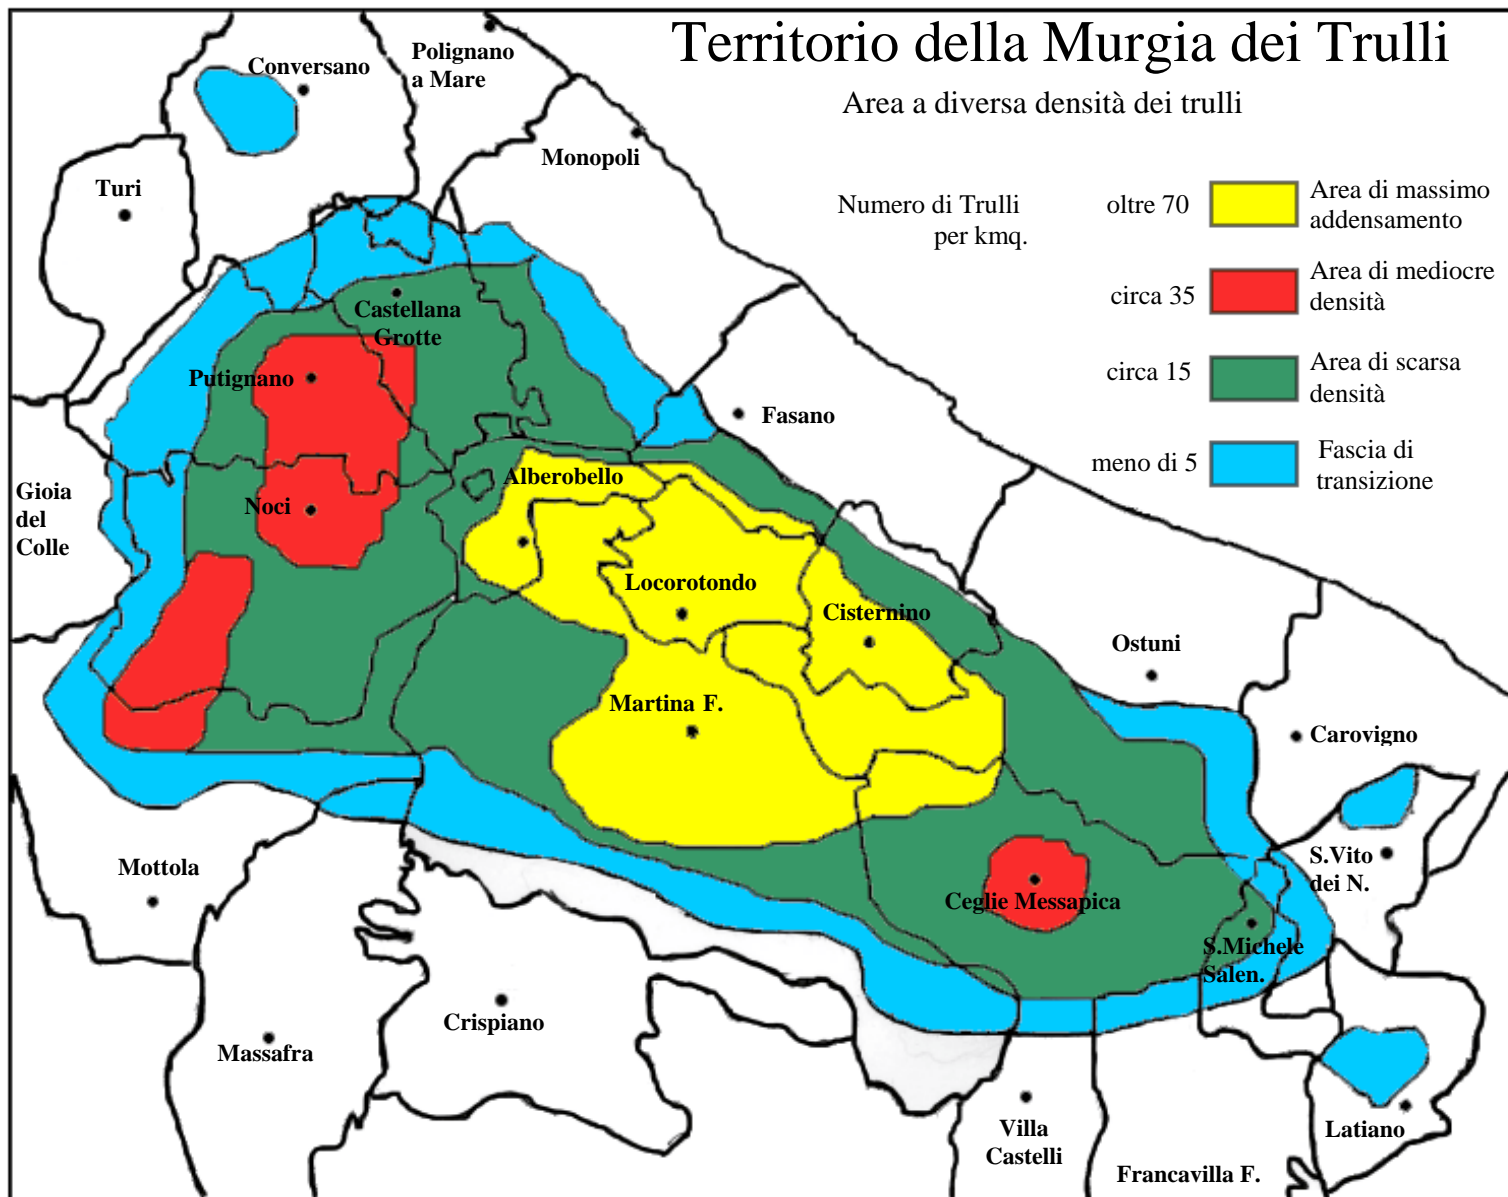 Territorio della Murgia dei Trulli
Area a diversa densità dei trulli
Numero di Trulli
per kmq.
oltre 70
Area di massimo
addensamento
circa 35
Area di mediocre
densità
circa 15
Area di scarsa
densità
meno di 5
Fascia di
transizione
Conversano
Polignano
a Mare
Monopoli
Turi
Castellana
Grotte
Putignano
Fasano
Alberobello
Gioia
del
Colle
Noci
Locorotondo
Cisternino
Ostuni
Martina F.
Carovigno
Mottola
S.Vito
dei N.
Ceglie Messapica
S.Michele
Salen.
Crispiano
Massafra
Villa
Castelli
Latiano
Francavilla F.